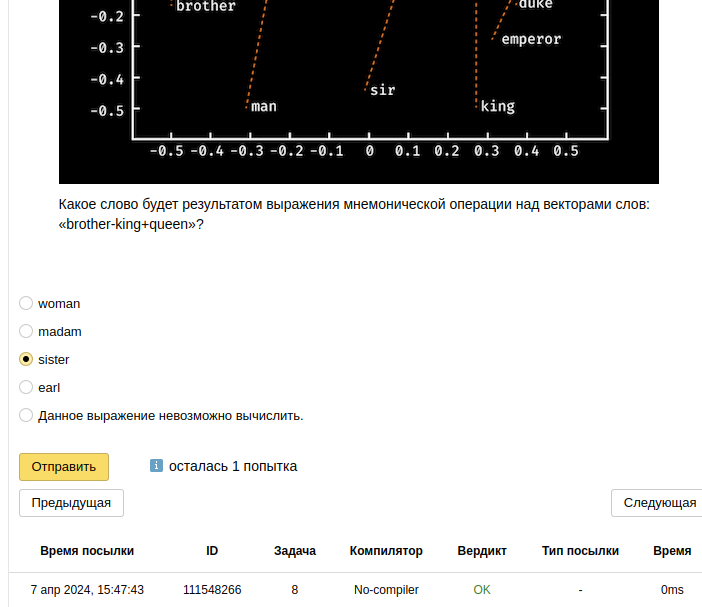 -0.2
brother
duke
-0.3
emperor
-0.4
sir
-0.5
man
king
-0.5 -0.4 -0.3 -0.2 -0.1 0 0.1 0.2 0.3 0.4 0.5
Какое слово будет результатом выражения мнемонической операции над векторами слов:
«brother-king+queen»?
woman
madam
sister
earl
Данное выражение невозможно вычислить.
Отправить
i осталась 1 попытка
Предыдущая
Следующая
Время посылки ID Задача Компилятор Вердикт Тип посылки Время
7 апр 2024, 15:47:43 111548266 8 No-compiler OK - 0ms